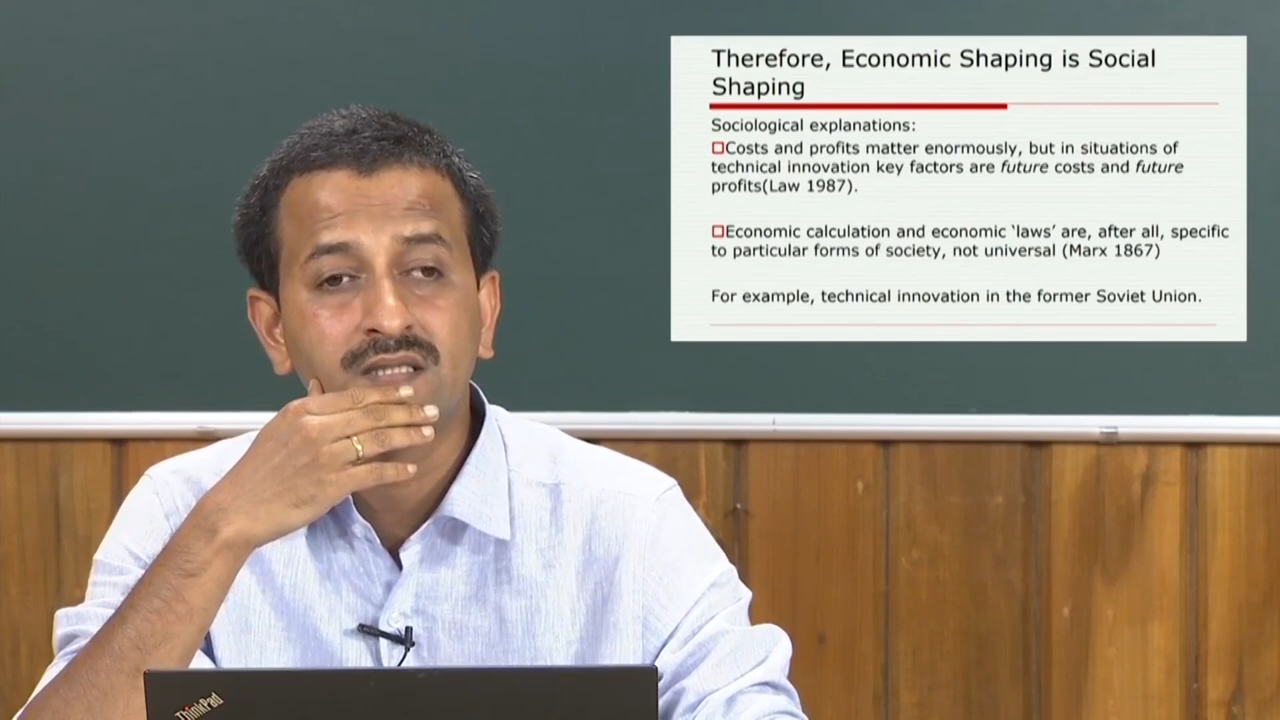 Therefore, Economic Shaping is Social
Shaping
Sociological explanations:
Costs and profits matter enormously, but in situations of
technical innovation key factors are future costs and future
profits(Law 1987).
Economic calculation and economic ‘laws’ are, after all, specific
to particular forms of society, not universal (Marx 1867)
For example, technical innovation in the former Soviet Union.
ThinkPad